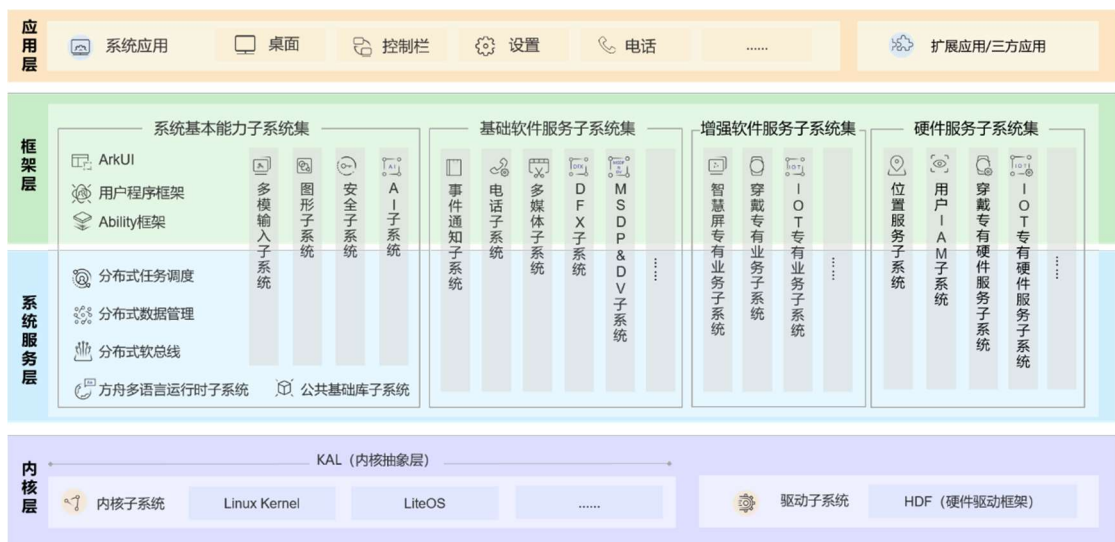 应用层
系统应用
桌面
控制栏
设置
电话
......
扩展应用/三方应用
框架层
系统服务层
系统基本能力子系统集
ArkUI
用户程序框架
Ability框架
多模输入子系统
图形子系统
安全子系统
AI子系统
分布式任务调度
分布式数据管理
分布式软总线
方舟多语言运行时子系统
公共基础库子系统
基础软件服务子系统集
事件通知子系统
电话子系统
多媒体子系统
DFX子系统
MSDP&DV子系统
......
增强软件服务子系统集
智慧屏专有业务子系统
穿戴专有业务子系统
IOT专有业务子系统
......
硬件服务子系统集
位置服务子系统
用户IAM子系统
穿戴专有硬件服务子系统
IOT专有硬件服务子系统
......
内核层
KAL（内核抽象层）
内核子系统
Linux Kernel
LiteOS
......
驱动子系统
HDF（硬件驱动框架）